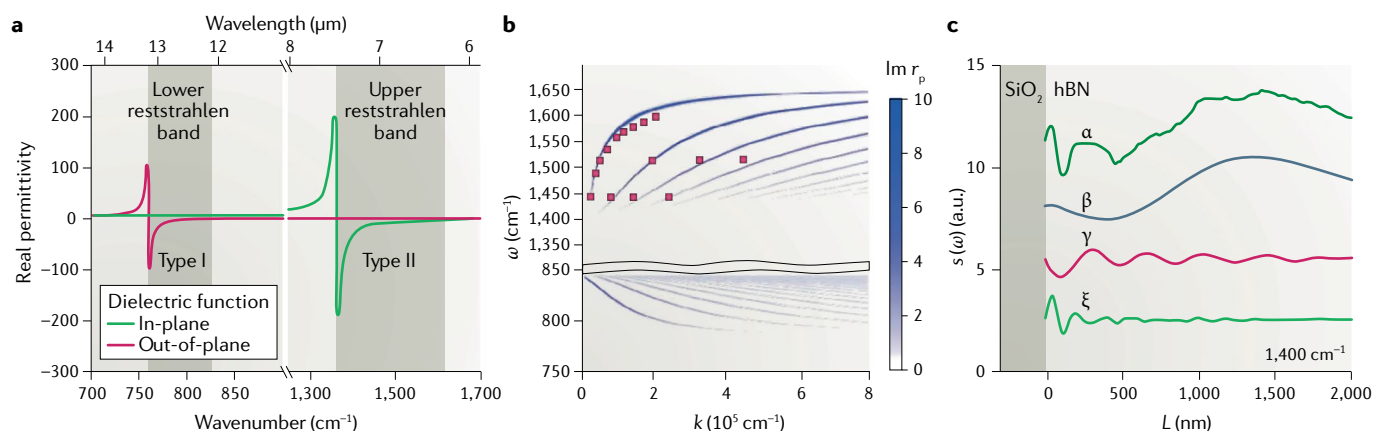 a
Wavelength (μm)
14 13 12 8 7 6
300
200
100
0
−100
−200
−300
Real permittivity
Lower
reststrahlen
band
Upper
reststrahlen
band
Type I
Type II
Dielectric function
In-plane
Out-of-plane
700 750 800 850 1,300 1,500 1,700
Wavenumber (cm⁻¹)
b
1,650
1,600
1,550
1,500
1,450
1,400
1,350
850
800
750
ω (cm⁻¹)
0 2 4 6 8
k (10⁵ cm⁻¹)
Im rₚ
10
8
6
4
2
0
c
15
10
5
0
s (ω) (a.u.)
SiO₂ hBN
α
β
γ
ξ
1,400 cm⁻¹
0 500 1,000 1,500 2,000
L (nm)